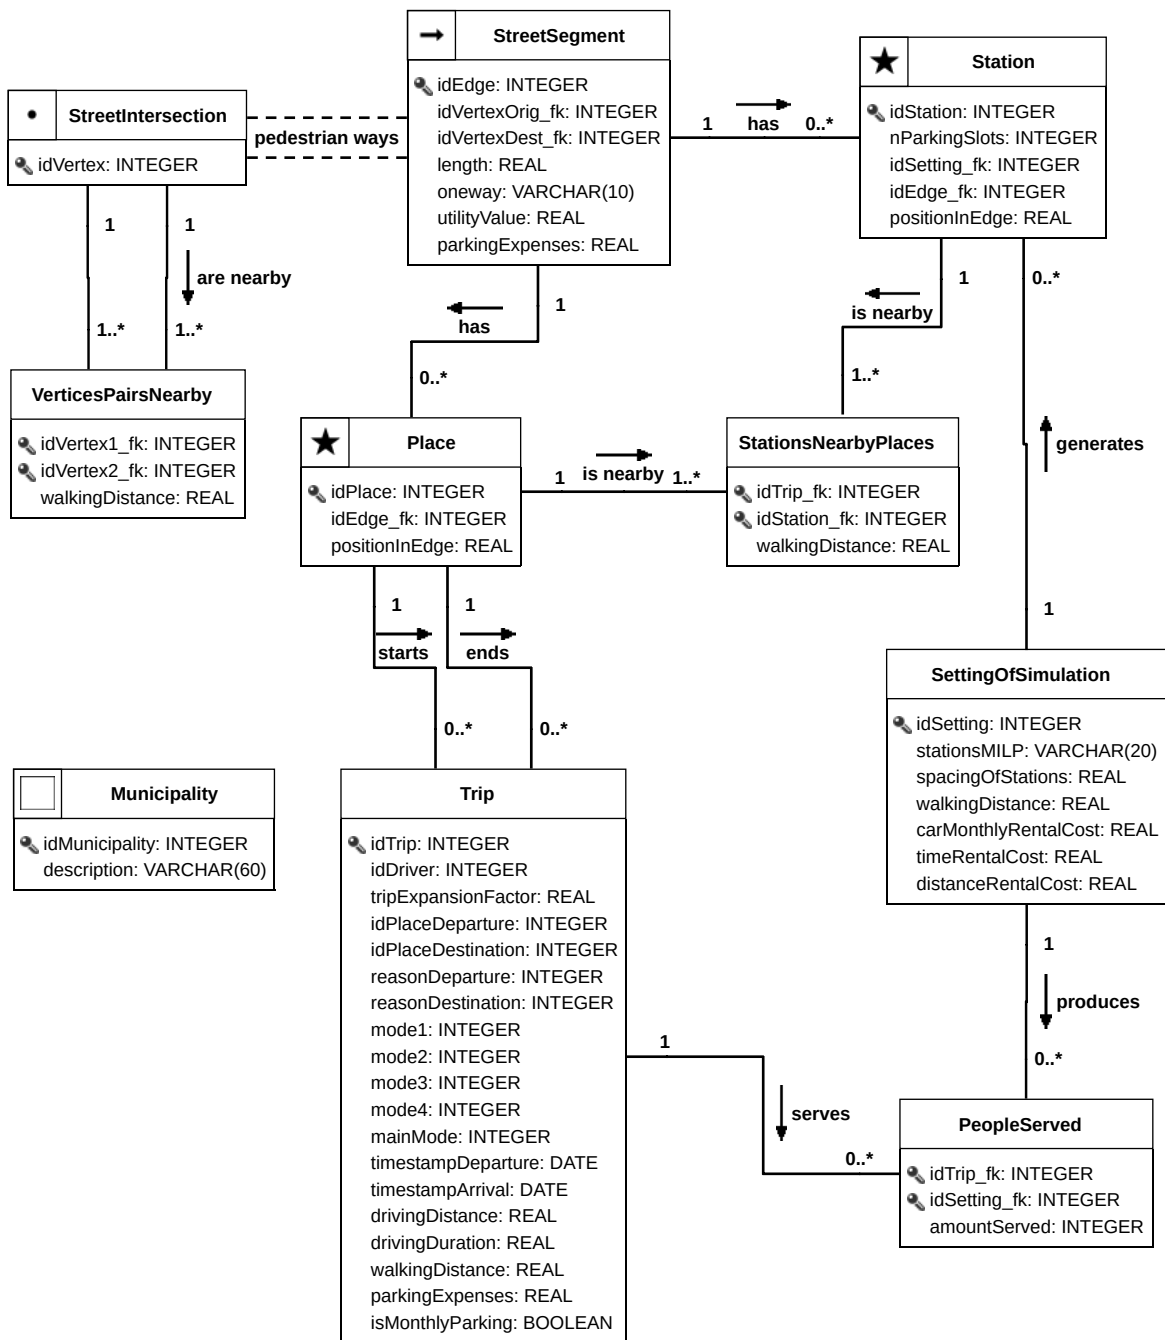 StreetSegment
idEdge: INTEGER
idVertexOrig_fk: INTEGER
idVertexDest_fk: INTEGER
length: REAL
oneway: VARCHAR(10)
utilityValue: REAL
parkingExpenses: REAL
Station
idStation: INTEGER
nParkingSlots: INTEGER
idSetting_fk: INTEGER
idEdge_fk: INTEGER
positionInEdge: REAL
StreetIntersection
idVertex: INTEGER
pedestrian ways
1
has
0..*
1
1
are nearby
1..*
1..*
1
has
0..*
1
is nearby
1..*
0..*
generates
1
VerticesPairsNearby
idVertex1_fk: INTEGER
idVertex2_fk: INTEGER
walkingDistance: REAL
Place
idPlace: INTEGER
idEdge_fk: INTEGER
positionInEdge: REAL
1
is nearby
1..*
StationsNearbyPlaces
idTrip_fk: INTEGER
idStation_fk: INTEGER
walkingDistance: REAL
1
1
starts
ends
0..*
0..*
SettingOfSimulation
idSetting: INTEGER
stationsMILP: VARCHAR(20)
spacingOfStations: REAL
walkingDistance: REAL
carMonthlyRentalCost: REAL
timeRentalCost: REAL
distanceRentalCost: REAL
Municipality
idMunicipality: INTEGER
description: VARCHAR(60)
Trip
idTrip: INTEGER
idDriver: INTEGER
tripExpansionFactor: REAL
idPlaceDeparture: INTEGER
idPlaceDestination: INTEGER
reasonDeparture: INTEGER
reasonDestination: INTEGER
mode1: INTEGER
mode2: INTEGER
mode3: INTEGER
mode4: INTEGER
mainMode: INTEGER
timestampDeparture: DATE
timestampArrival: DATE
drivingDistance: REAL
drivingDuration: REAL
walkingDistance: REAL
parkingExpenses: REAL
isMonthlyParking: BOOLEAN
1
produces
0..*
1
serves
0..*
PeopleServed
idTrip_fk: INTEGER
idSetting_fk: INTEGER
amountServed: INTEGER